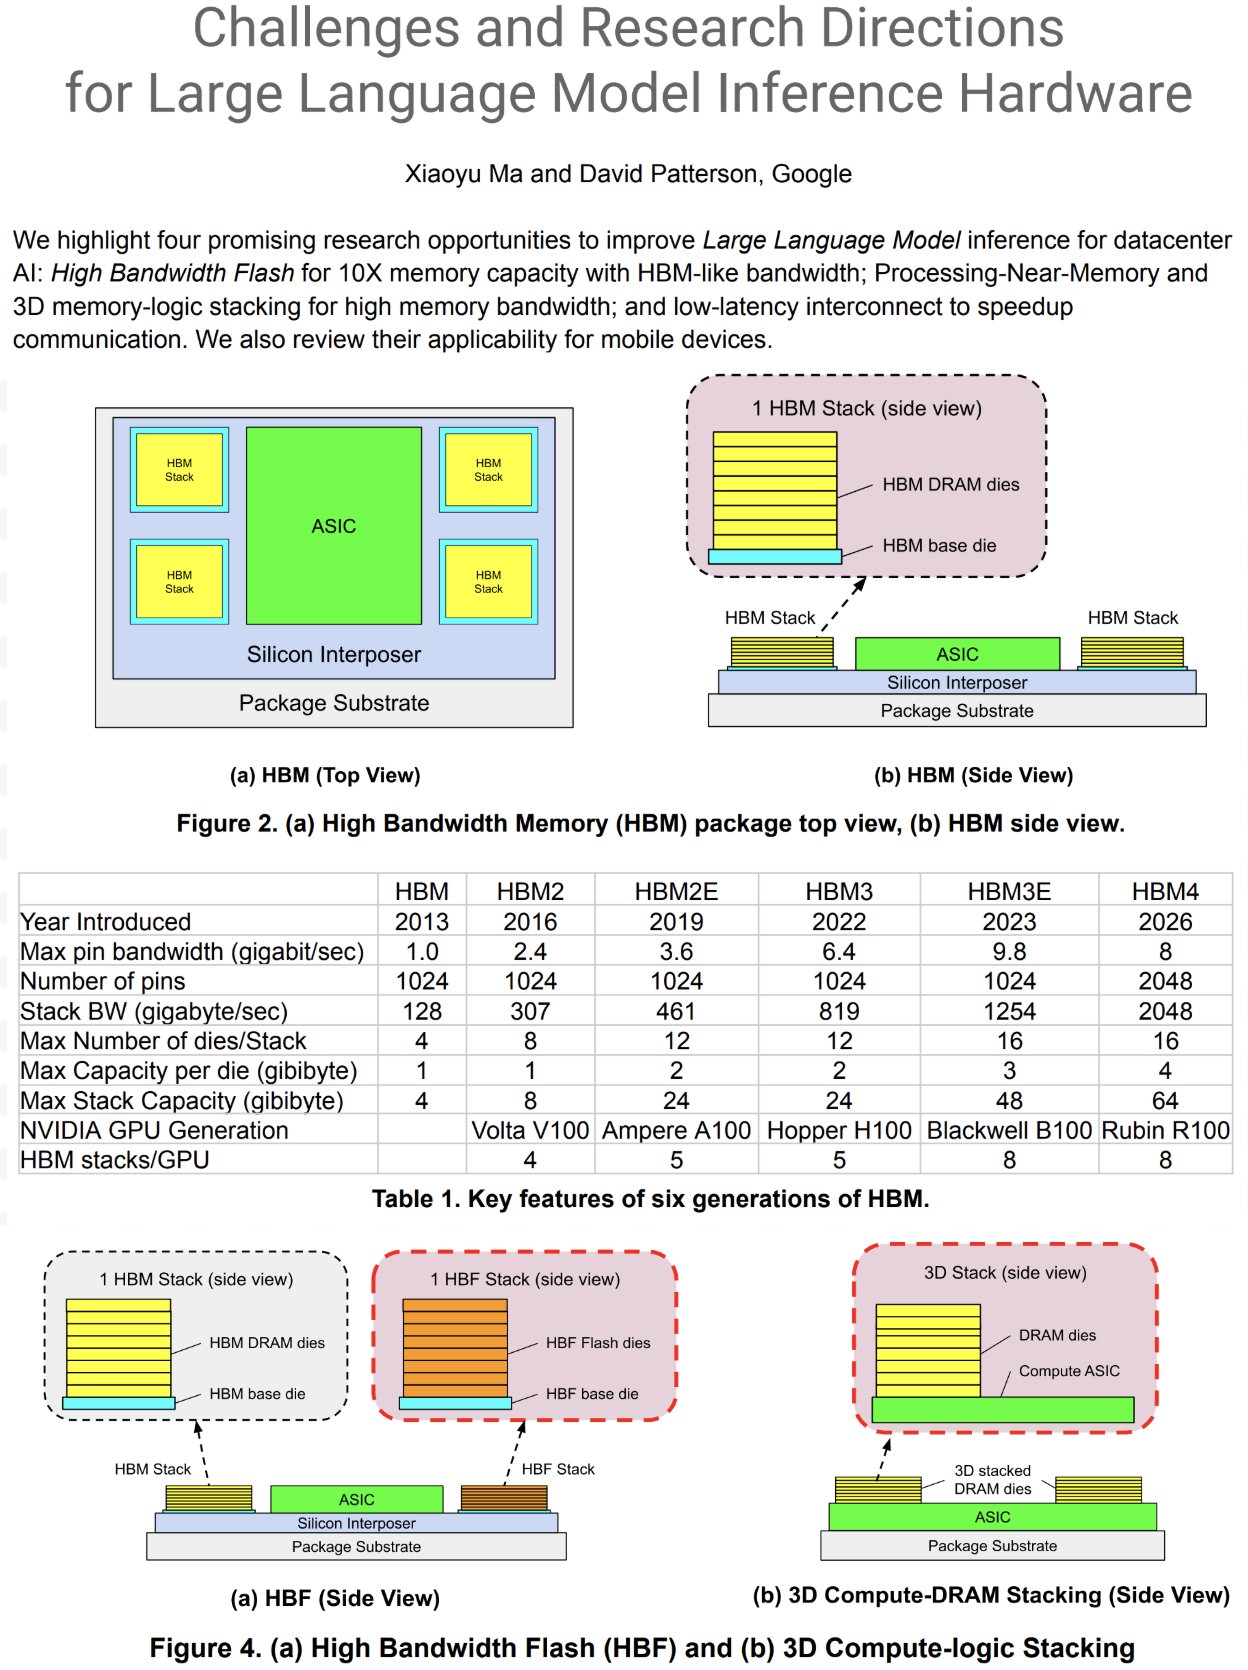 Challenges and Research Directions
for Large Language Model Inference Hardware
Xiaoyu Ma and David Patterson, Google
We highlight four promising research opportunities to improve Large Language Model inference for datacenter
AI: High Bandwidth Flash for 10X memory capacity with HBM-like bandwidth; Processing-Near-Memory and
3D memory-logic stacking for high memory bandwidth; and low-latency interconnect to speedup
communication. We also review their applicability for mobile devices.
HBM
Stack
HBM
Stack
ASIC
HBM
Stack
HBM
Stack
Silicon Interposer
Package Substrate
(a) HBM (Top View)
1 HBM Stack (side view)
HBM DRAM dies
HBM base die
HBM Stack
HBM Stack
ASIC
Silicon Interposer
Package Substrate
(b) HBM (Side View)
Figure 2. (a) High Bandwidth Memory (HBM) package top view, (b) HBM side view.
HBM HBM2 HBM2E HBM3 HBM3E HBM4
Year Introduced 2013 2016 2019 2022 2023 2026
Max pin bandwidth (gigabit/sec) 1.0 2.4 3.6 6.4 9.8 8
Number of pins 1024 1024 1024 1024 1024 2048
Stack BW (gigabyte/sec) 128 307 461 819 1254 2048
Max Number of dies/Stack 4 8 12 12 16 16
Max Capacity per die (gibibyte) 1 1 2 2 3 4
Max Stack Capacity (gibibyte) 4 8 24 24 48 64
NVIDIA GPU Generation Volta V100 Ampere A100 Hopper H100 Blackwell B100 Rubin R100
HBM stacks/GPU 4 5 5 8 8
Table 1. Key features of six generations of HBM.
1 HBM Stack (side view)
HBM DRAM dies
HBM base die
1 HBF Stack (side view)
HBF Flash dies
HBF base die
HBM Stack
HBF Stack
ASIC
Silicon Interposer
Package Substrate
(a) HBF (Side View)
3D Stack (side view)
DRAM dies
Compute ASIC
3D stacked
DRAM dies
ASIC
Package Substrate
(b) 3D Compute-DRAM Stacking (Side View)
Figure 4. (a) High Bandwidth Flash (HBF) and (b) 3D Compute-logic Stacking